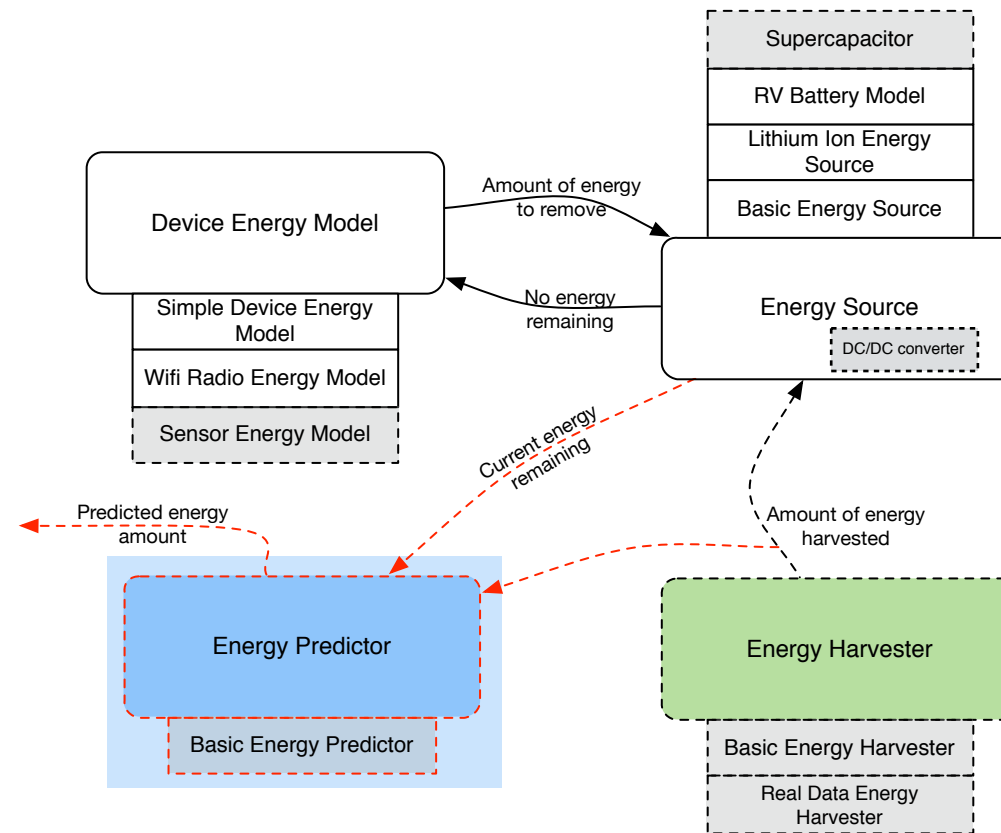 Supercapacitor
RV Battery Model
Lithium Ion Energy
Source
Basic Energy Source
Amount of energy
to remove
Device Energy Model
No energy
remaining
Energy Source
DC/DC converter
Simple Device Energy
Model
Wifi Radio Energy Model
Sensor Energy Model
Current energy
remaining
Predicted energy
amount
Amount of energy
harvested
Energy Predictor
Energy Harvester
Basic Energy Predictor
Basic Energy Harvester
Real Data Energy
Harvester